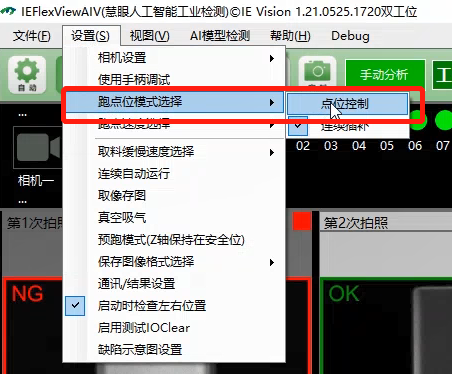 IEFlexViewAIV(慧眼人工智能工业检测)©IE Vision 1.21.0525.1720双工位
文件(F) 设置(S) 视图(V) AI模型检测 帮助(H) Debug
相机设置
使用手柄调试
跑点位模式选择
点位控制
跑点速度选择
连续插补
取料缓慢速度选择
连续自动运行
取像存图
真空吸气
预跑模式(Z轴保持在安全位)
保存图像格式选择
通讯/结果设置
启动时检查左右位置
启用测试IOClear
缺陷示意图设置
自动
手动分析
...
02 03 04 05 06 07
相机一
...
第1次拍照
第2次拍照
NG
OK